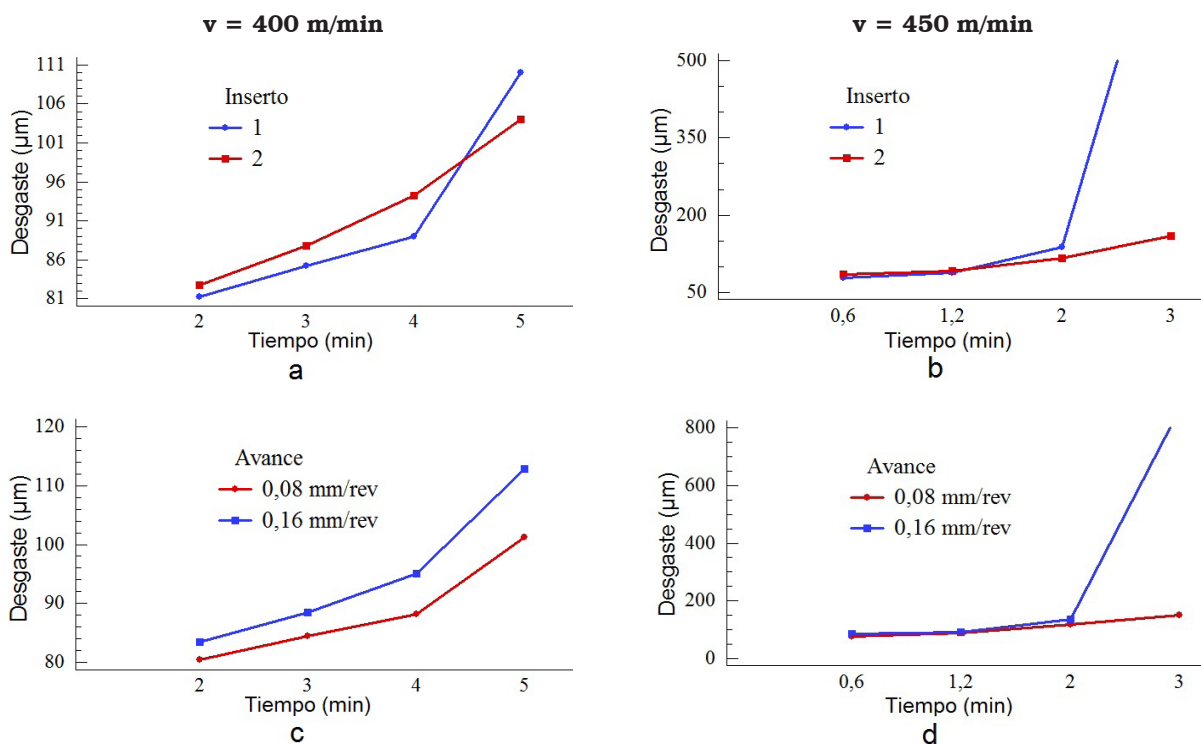 v = 400 m/min
111
106
101
96
91
86
81
Desgaste (µm)
Inserto
1
2
2 3 4 5
Tiempo (min)
a
v = 450 m/min
500
350
200
50
Desgaste (µm)
Inserto
1
2
0,6 1,2 2 3
Tiempo (min)
b
120
110
100
90
80
Desgaste (µm)
Avance
0,08 mm/rev
0,16 mm/rev
2 3 4 5
Tiempo (min)
c
800
600
400
200
0
Desgaste (µm)
Avance
0,08 mm/rev
0,16 mm/rev
0,6 1,2 2 3
Tiempo (min)
d